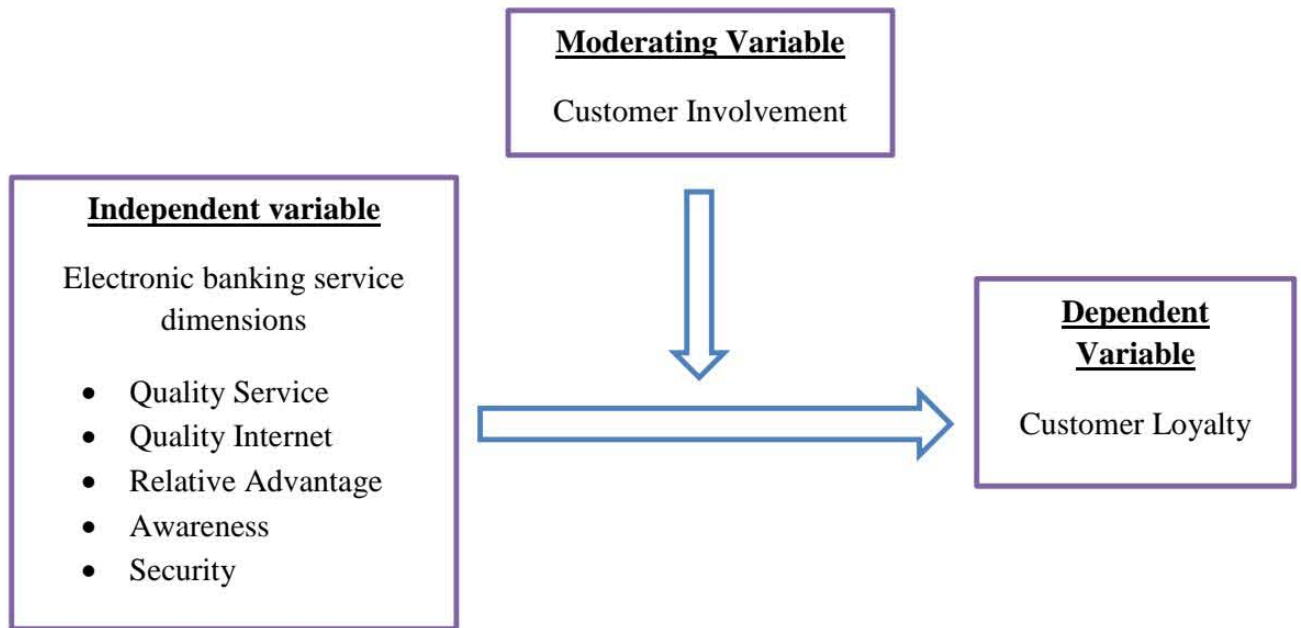 Moderating Variable
Customer Involvement
Independent variable
Electronic banking service
dimensions
• Quality Service
• Quality Internet
• Relative Advantage
• Awareness
• Security
Dependent
Variable
Customer Loyalty